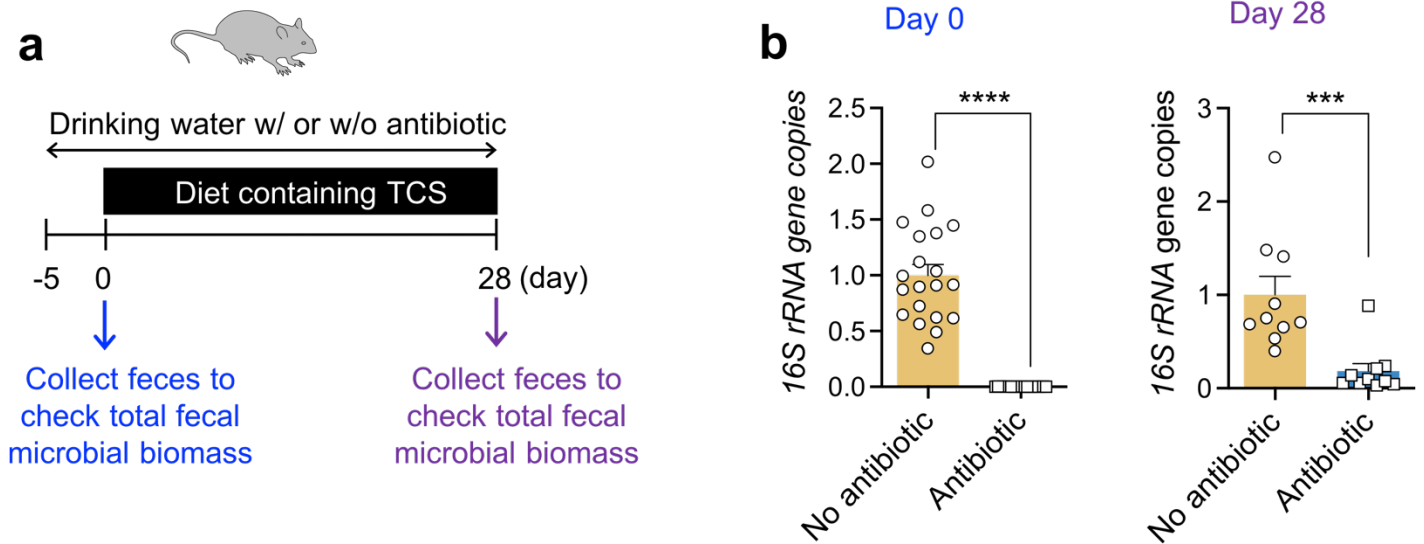 a
Drinking water w/ or w/o antibiotic
Diet containing TCS
-5 0 28 (day)
Collect feces to
check total fecal
microbial biomass
Collect feces to
check total fecal
microbial biomass
b
Day 0
16S rRNA gene copies
2.5
2.0
1.5
1.0
0.5
0.0
****
No antibiotic
Antibiotic
Day 28
16S rRNA gene copies
3
2
1
0
***
No antibiotic
Antibiotic